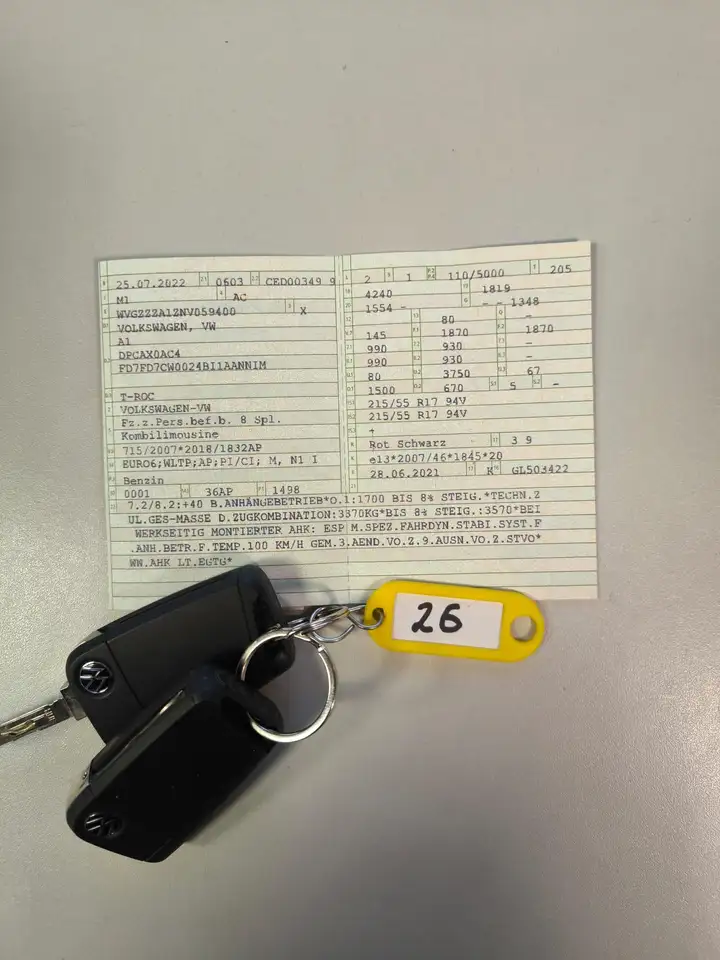 25.07.2022 0603 CED00349 9
M1 AC
WVGZZZA1ZNV059400 X
VOLKSWAGEN, VW
A1
DPCAX0AC4
FD7FD7CW0024BI1AANNIM
T-ROC
VOLKSWAGEN-VW
Fz.z.Pers.bef.b. 8 Spl.
Kombilimousine
715/2007*2018/1832AP
EURO6;WLTP;AP;PI/CI; M, N1 I
Benzin
0001 36AP 1498
2 1 110/5000 205
4240 1819
1554 - - - 1348
80 -
145 1870 1870
990 930 -
990 930 -
80 3750 67
1500 670 5 -
215/55 R17 94V
215/55 R17 94V
+
Rot Schwarz 3 9
e13*2007/46*1845*20
28.06.2021 K GL503422
7.2/8.2:+40 B.ANHÄNGEBETRIEB*O.1:1700 BIS 8% STEIG.*TECHN.Z
UL.GES-MASSE D.ZUGKOMBINATION:3370KG*BIS 8% STEIG.:3570*BEI
WERKSEITIG MONTIERTER AHK: ESP M.SPEZ.FAHRDYN.STABI.SYST.F
.ANH.BETR.F.TEMP.100 KM/H GEM.3.AEND.VO.Z.9.AUSN.VO.Z.STVO*
WW.AHK LT.EGTG*
26